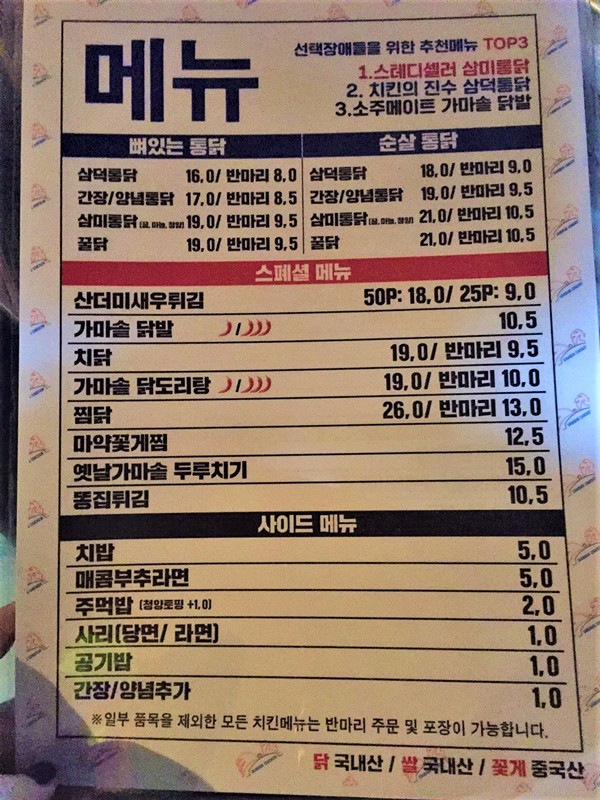 메뉴
선택장애들을 위한 추천메뉴 TOP3
1.스테디셀러 삼미통닭
2. 치킨의 진수 삼덕통닭
3.소주메이트 가마솥 닭발
뼈있는 통닭
삼덕통닭 16,0/ 반마리 8,0
간장/양념통닭 17,0/ 반마리 8,5
삼미통닭(꿀, 마늘, 청양) 19,0/ 반마리 9,5
꿀닭 19,0/ 반마리 9,5
순살 통닭
삼덕통닭 18,0/ 반마리 9,0
간장/양념통닭 19,0/ 반마리 9,5
삼미통닭(꿀, 마늘, 청양) 21,0/ 반마리 10,5
꿀닭 21,0/ 반마리 10,5
스페셜 메뉴
산더미새우튀김 50P: 18,0/ 25P: 9,0
가마솥 닭발 / 10,5
치닭 19,0/ 반마리 9,5
가마솥 닭도리탕 / 19,0/ 반마리 10,0
찜닭 26,0/ 반마리 13,0
마약꽃게찜 12,5
옛날가마솥 두루치기 15,0
똥집튀김 10,5
사이드 메뉴
치밥 5,0
매콤부추라면 5,0
주먹밥 (청양토핑 +1,0) 2,0
사리(당면/ 라면) 1,0
공기밥 1,0
간장/양념추가 1,0
※일부 품목을 제외한 모든 치킨메뉴는 반마리 주문 및 포장이 가능합니다.
닭 국내산 / 쌀 국내산 / 꽃게 중국산